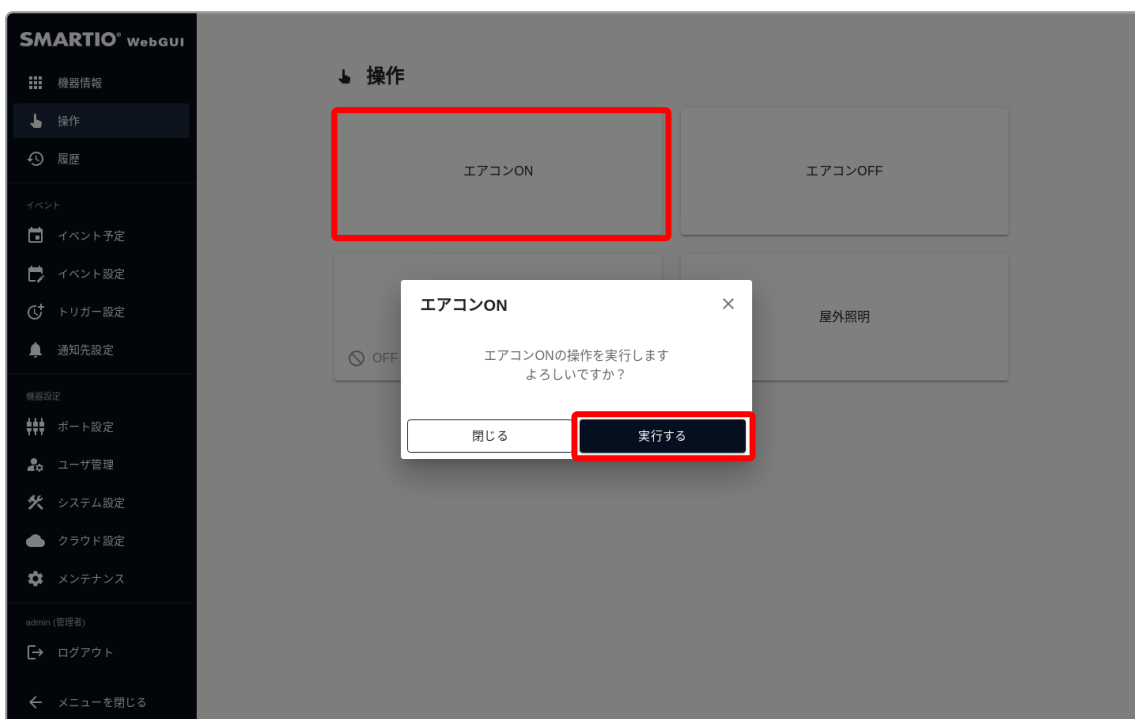 SMARTIO® WebGUI
機器情報
操作
履歴
イベント
イベント予定
イベント設定
トリガー設定
通知先設定
機器設定
ポート設定
ユーザ管理
システム設定
クラウド設定
メンテナンス
admin (管理者)
ログアウト
メニューを閉じる
操作
エアコンON
エアコンOFF
OFF
屋外照明
エアコンON
エアコンONの操作を実行します
よろしいですか？
閉じる
実行する